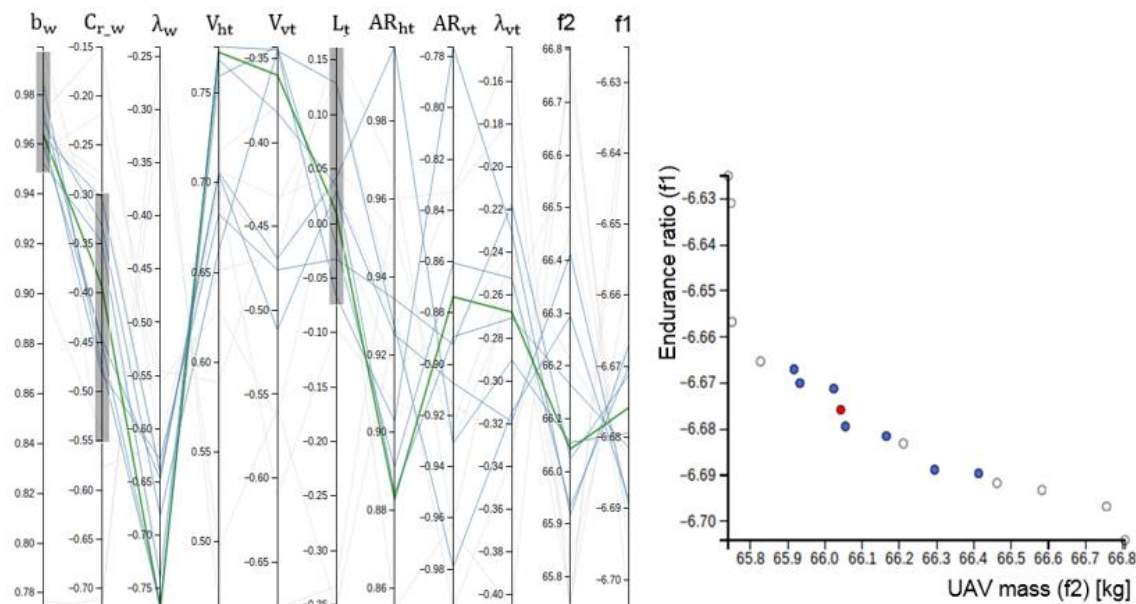 b_w C_r_w λ_w V_ht V_vt L_t AR_ht AR_vt λ_vt f2 f1
0.98 0.96 0.94 0.92 0.90 0.88 0.86 0.84 0.82 0.80 0.78
−0.15 −0.20 −0.25 −0.30 −0.35 −0.40 −0.45 −0.50 −0.55 −0.60 −0.65 −0.70
−0.25 −0.30 −0.35 −0.40 −0.45 −0.50 −0.55 −0.60 −0.65 −0.70 −0.75
0.75 0.70 0.65 0.60 0.55 0.50
−0.35 −0.40 −0.45 −0.50 −0.55 −0.60 −0.65
0.15 0.10 0.05 0.00 −0.05 −0.10 −0.15 −0.20 −0.25 −0.30 −0.35
0.98 0.96 0.94 0.92 0.90 0.88 0.86
−0.78 −0.80 −0.82 −0.84 −0.86 −0.88 −0.90 −0.92 −0.94 −0.96 −0.98
−0.16 −0.18 −0.20 −0.22 −0.24 −0.26 −0.28 −0.30 −0.32 −0.34 −0.36 −0.38 −0.40
66.8 66.7 66.6 66.5 66.4 66.3 66.2 66.1 66.0 65.9 65.8
−6.63 −6.64 −6.65 −6.66 −6.67 −6.68 −6.69 −6.70
Endurance ratio (f1)
−6.63 −6.64 −6.65 −6.66 −6.67 −6.68 −6.69 −6.70
65.8 65.9 66.0 66.1 66.2 66.3 66.4 66.5 66.6 66.7 66.8
UAV mass (f2) [kg]